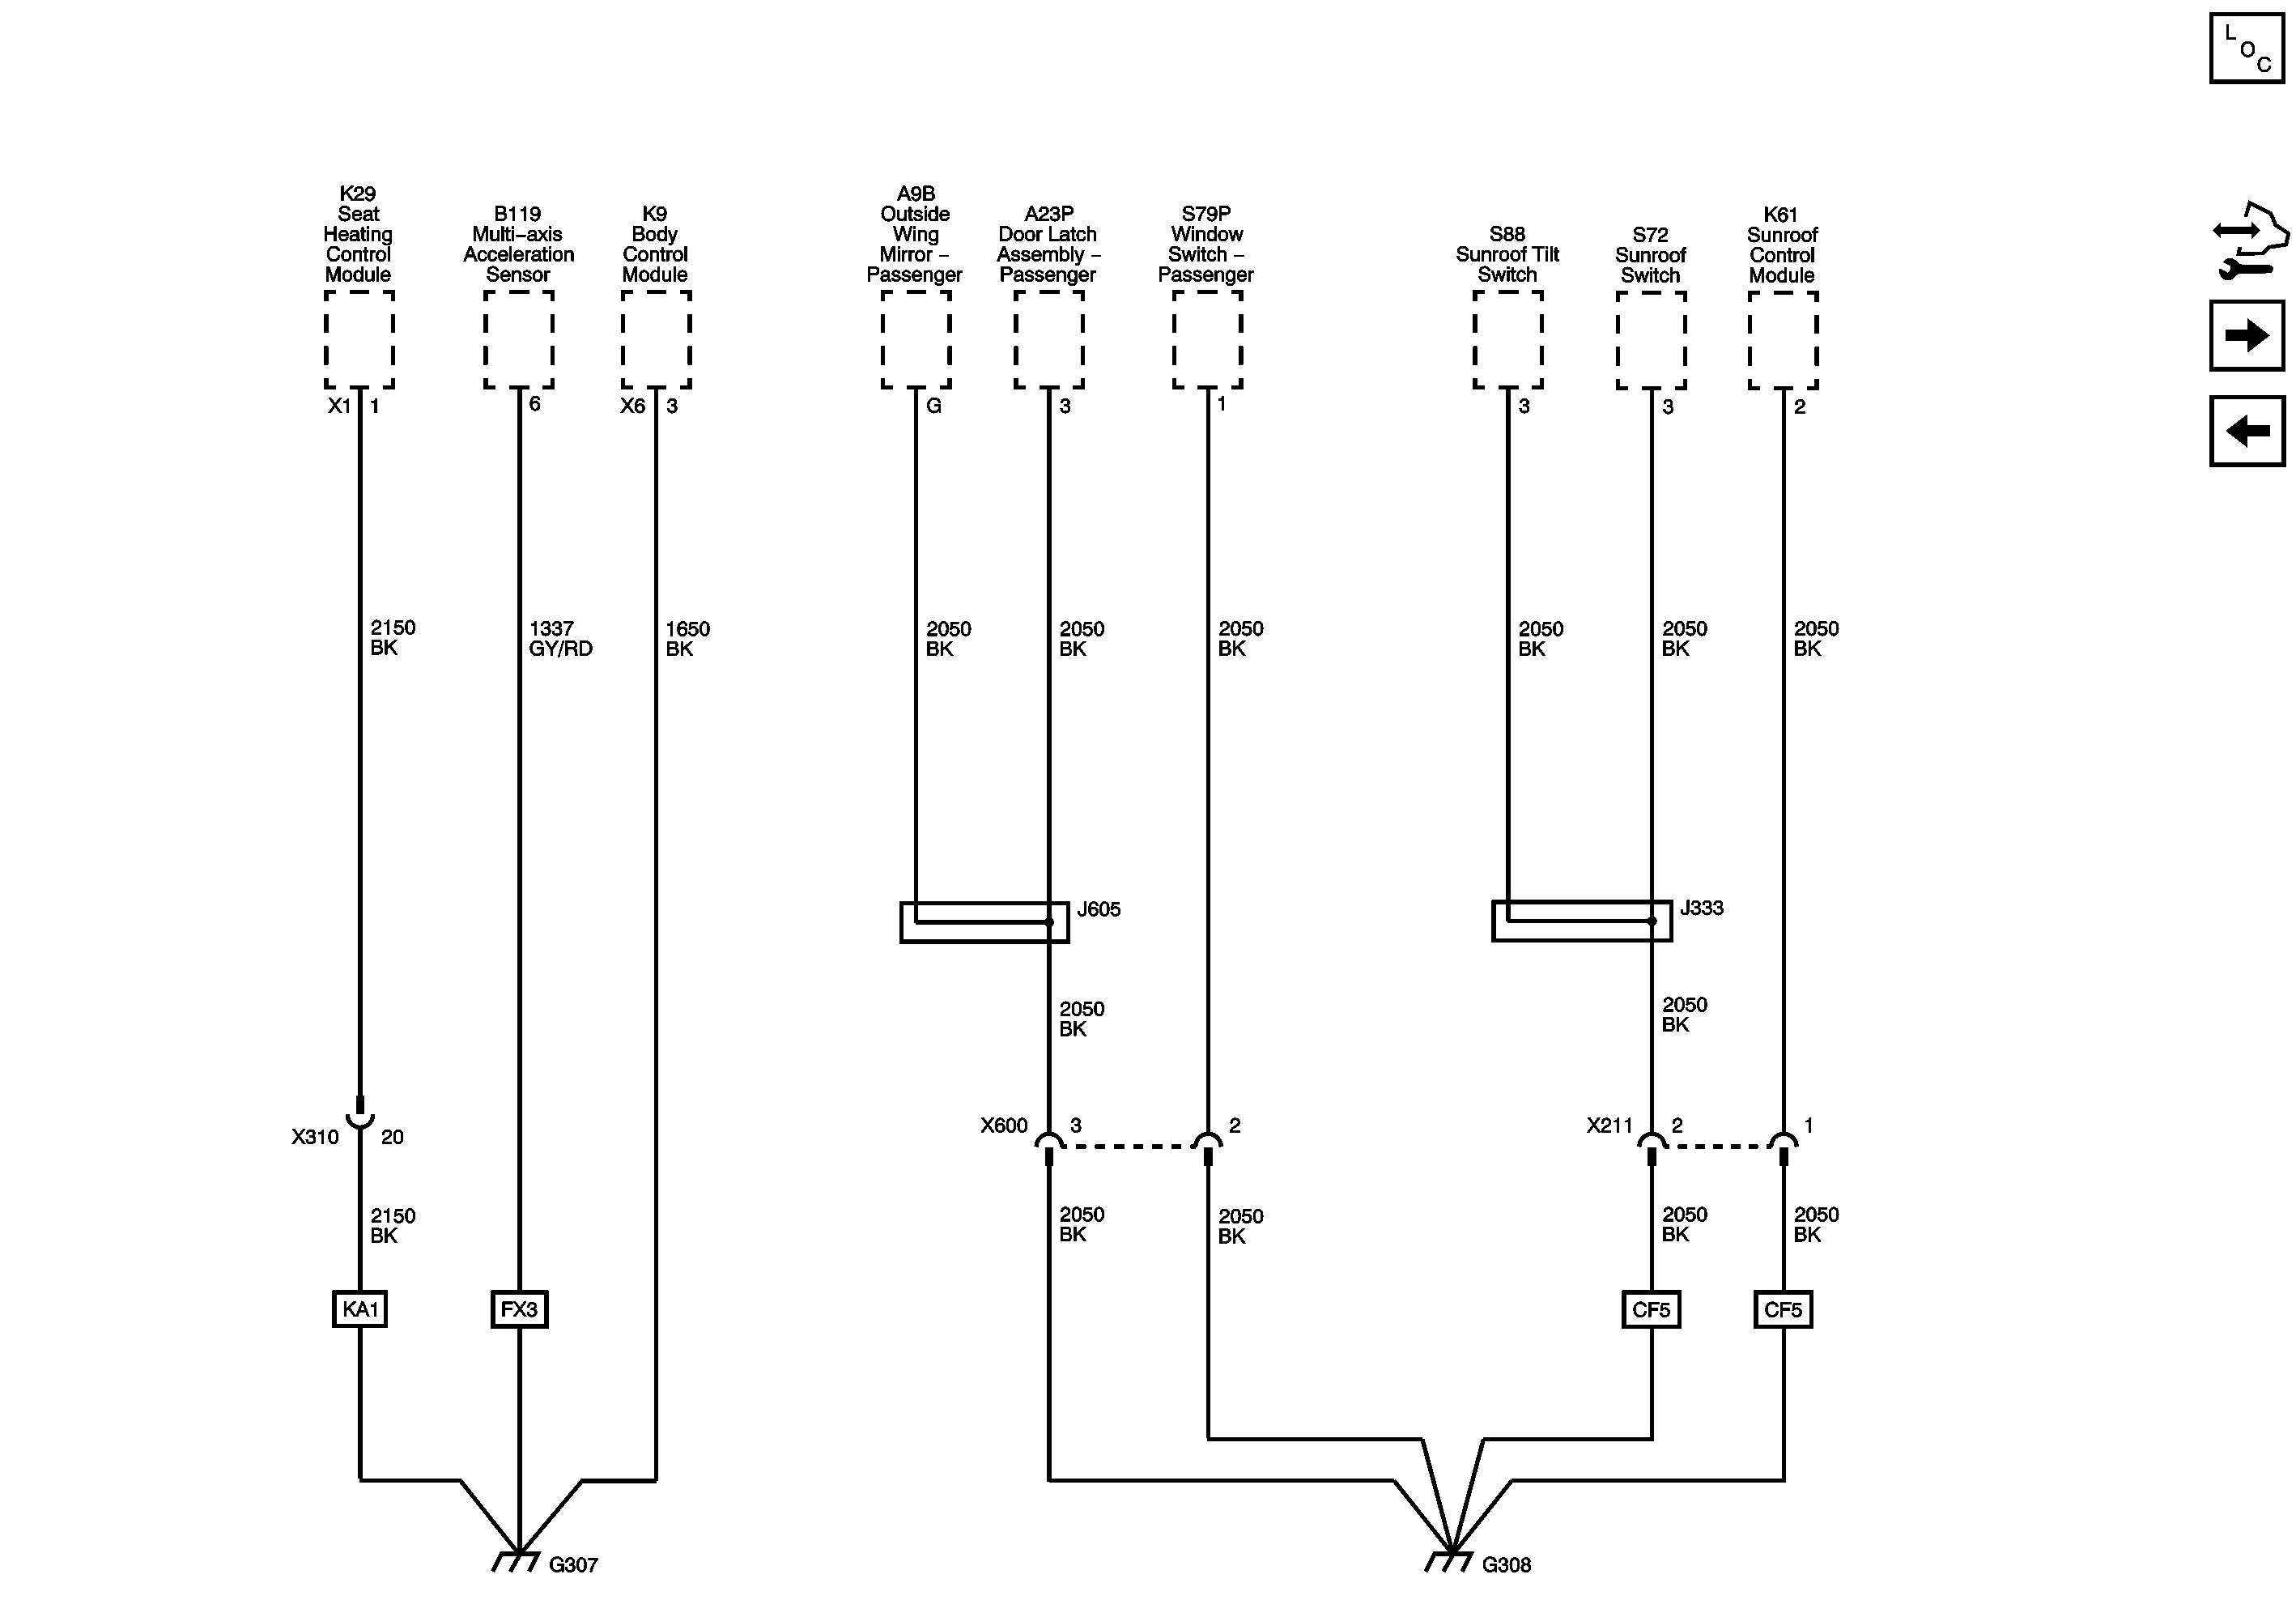 L
O
C
K29
Seat
Heating
Control
Module
B119
Multi-axis
Acceleration
Sensor
K9
Body
Control
Module
A9B
Outside
Wing
Mirror -
Passenger
A23P
Door Latch
Assembly -
Passenger
S79P
Window
Switch -
Passenger
S88
Sunroof Tilt
Switch
S72
Sunroof
Switch
K61
Sunroof
Control
Module
X1 1
6
X6 3
G
3
1
3
3
2
2150
BK
1337
GY/RD
1650
BK
2050
BK
2050
BK
2050
BK
2050
BK
2050
BK
2050
BK
J605
J333
2050
BK
2050
BK
X310 20
X600 3
2
X211 2
1
2150
BK
2050
BK
2050
BK
2050
BK
2050
BK
KA1
FX3
CF5
CF5
G307
G308